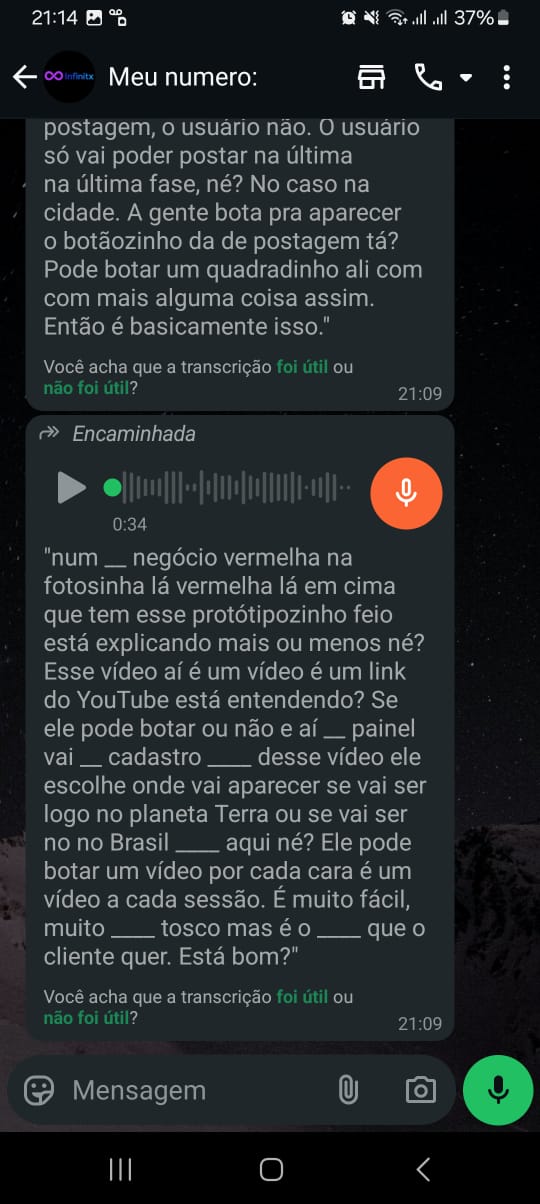 21:14
37%
infinitx
Meu numero:
postagem, o usuário não. O usuário
só vai poder postar na última
na última fase, né? No caso na
cidade. A gente bota pra aparecer
o botãozinho da de postagem tá?
Pode botar um quadradinho ali com
com mais alguma coisa assim.
Então é basicamente isso."
Você acha que a transcrição foi útil ou
não foi útil?
21:09
Encaminhada
0:34
"num __ negócio vermelha na
fotosinha lá vermelha lá em cima
que tem esse protótipozinho feio
está explicando mais ou menos né?
Esse vídeo aí é um vídeo é um link
do YouTube está entendendo? Se
ele pode botar ou não e aí __ painel
vai __ cadastro ____ desse vídeo ele
escolhe onde vai aparecer se vai ser
logo no planeta Terra ou se vai ser
no no Brasil ____ aqui né? Ele pode
botar um vídeo por cada cara é um
vídeo a cada sessão. É muito fácil,
muito ____ tosco mas é o ____ que o
cliente quer. Está bom?"
Você acha que a transcrição foi útil ou
não foi útil?
21:09
Mensagem